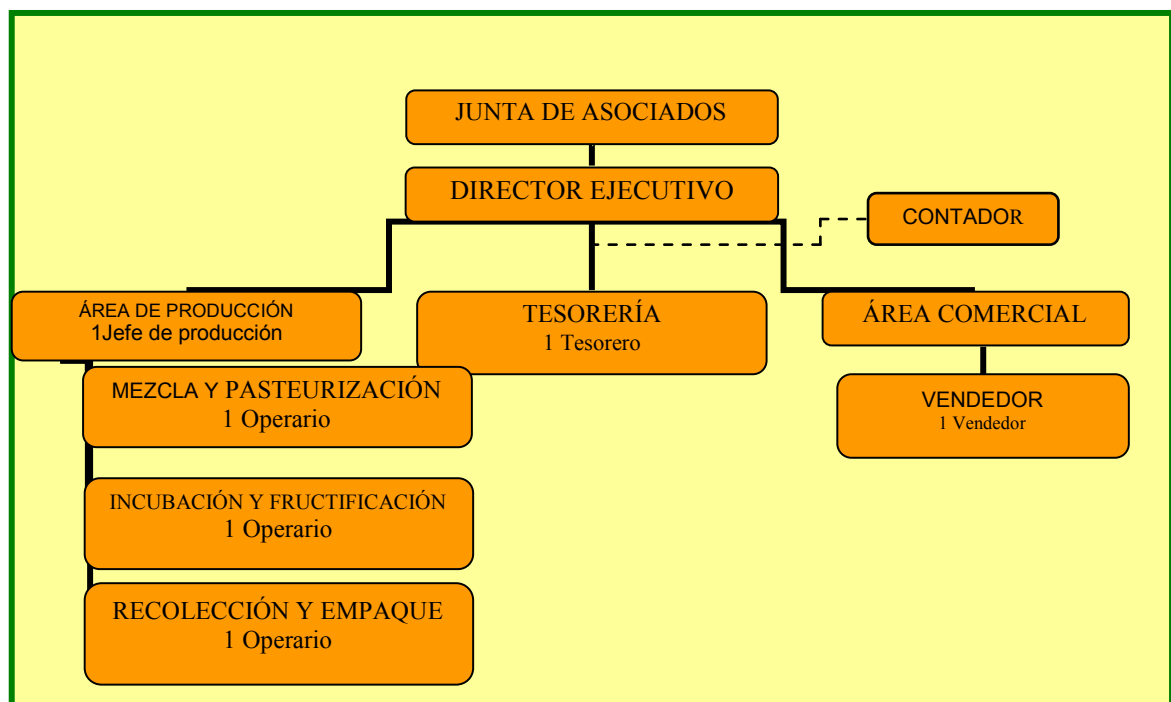 JUNTA DE ASOCIADOS
DIRECTOR EJECUTIVO
CONTADOR
ÁREA DE PRODUCCIÓN
1Jefe de producción
TESORERÍA
1 Tesorero
ÁREA COMERCIAL
MEZCLA Y PASTEURIZACIÓN
1 Operario
VENDEDOR
1 Vendedor
INCUBACIÓN Y FRUCTIFICACIÓN
1 Operario
RECOLECCIÓN Y EMPAQUE
1 Operario